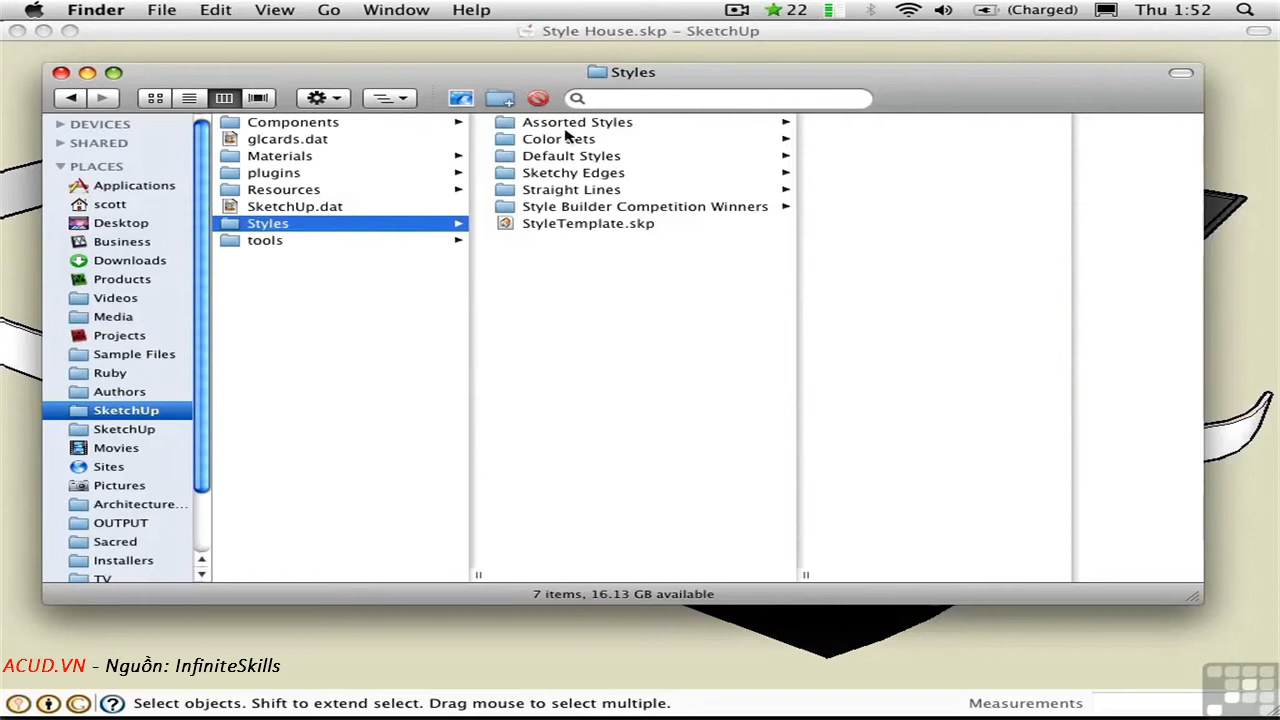 Finder File Edit View Go Window Help 22 (Charged) Thu 1:52
Style House.skp – SketchUp
Styles
DEVICES
SHARED
PLACES
Applications
scott
Desktop
Business
Downloads
Products
Videos
Media
Projects
Sample Files
Ruby
Authors
SketchUp
SketchUp
Movies
Sites
Pictures
Architecture...
OUTPUT
Sacred
Installers
TV
Components
glcards.dat
Materials
plugins
Resources
SketchUp.dat
Styles
tools
Assorted Styles
Color Sets
Default Styles
Sketchy Edges
Straight Lines
Style Builder Competition Winners
StyleTemplate.skp
7 items, 16.13 GB available
ACUD.VN - Nguồn: InfiniteSkills
Select objects. Shift to extend select. Drag mouse to select multiple. Measurements